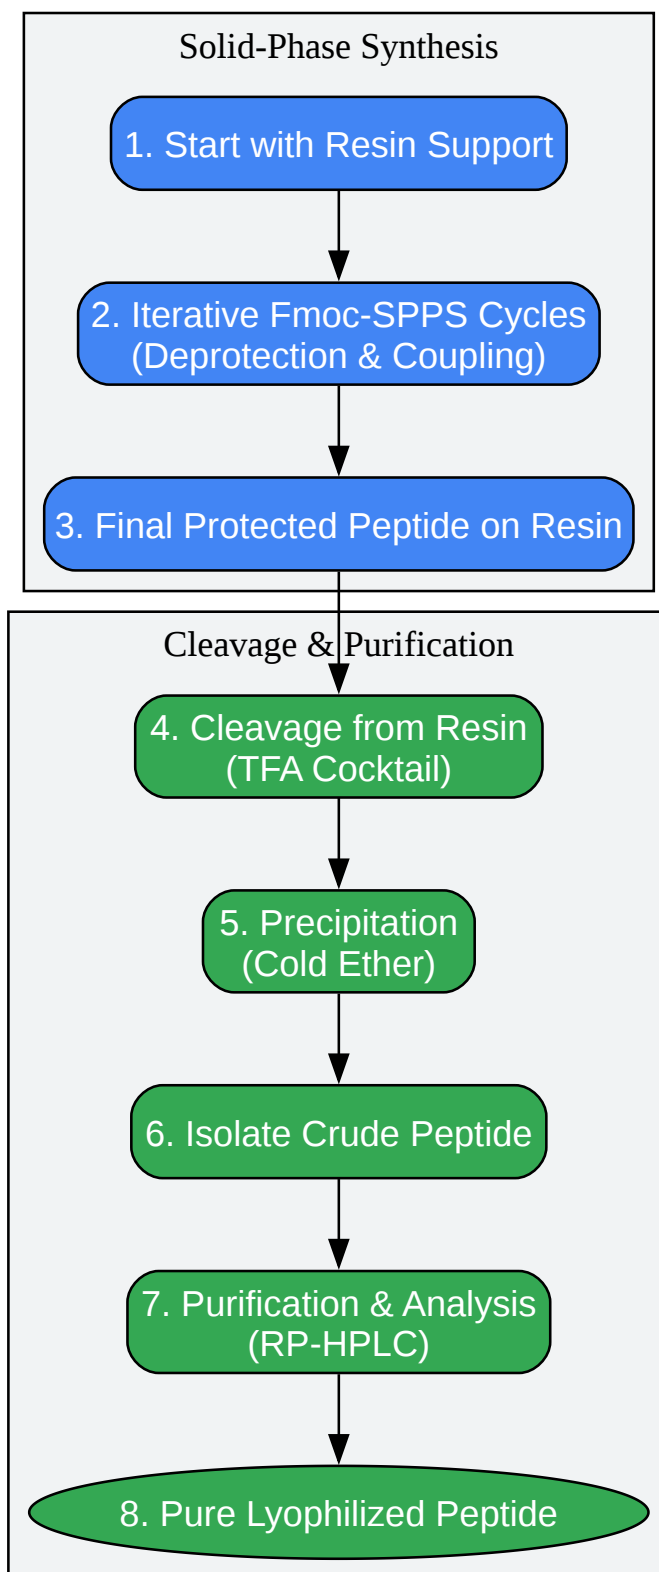 Solid-Phase Synthesis
1. Start with Resin Support
2. Iterative Fmoc-SPPS Cycles
(Deprotection & Coupling)
3. Final Protected Peptide on Resin
Cleavage & Purification
4. Cleavage from Resin
(TFA Cocktail)
5. Precipitation
(Cold Ether)
6. Isolate Crude Peptide
7. Purification & Analysis
(RP-HPLC)
8. Pure Lyophilized Peptide